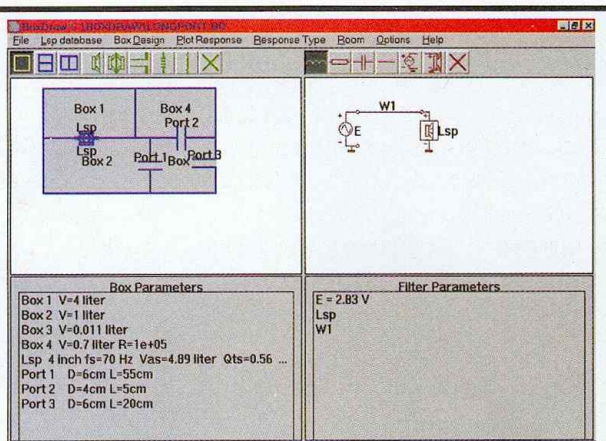 BoxDraw C:\BOXDRAW\LONGPORT.BO
File Lsp database Box Design Plot Response Response Type Room Options Help
Box 1
Box 4
Lsp
Port 2
Lsp
Box 2
Port 1
Box
Port 3
W1
E
Lsp
Box Parameters
Box 1 V=4 liter
Box 2 V=1 liter
Box 3 V=0.011 liter
Box 4 V=0.7 liter R=1e+05
Lsp 4 inch fs=70 Hz Vas=4.89 liter Qts=0.56 ...
Port 1 D=6cm L=55cm
Port 2 D=4cm L=5cm
Port 3 D=6cm L=20cm
Filter Parameters
E = 2.83 V
Lsp
W1